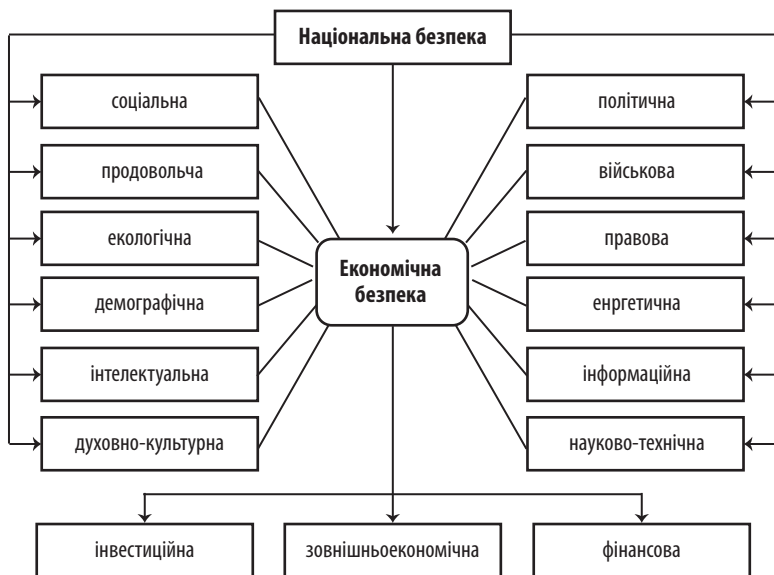 Національна безпека
соціальна
політична
продовольча
військова
екологічна
правова
Економічна
безпека
демографічна
енргетична
інтелектуальна
інформаційна
духовно-культурна
науково-технічна
інвестиційна
зовнішньоекономічна
фінансова